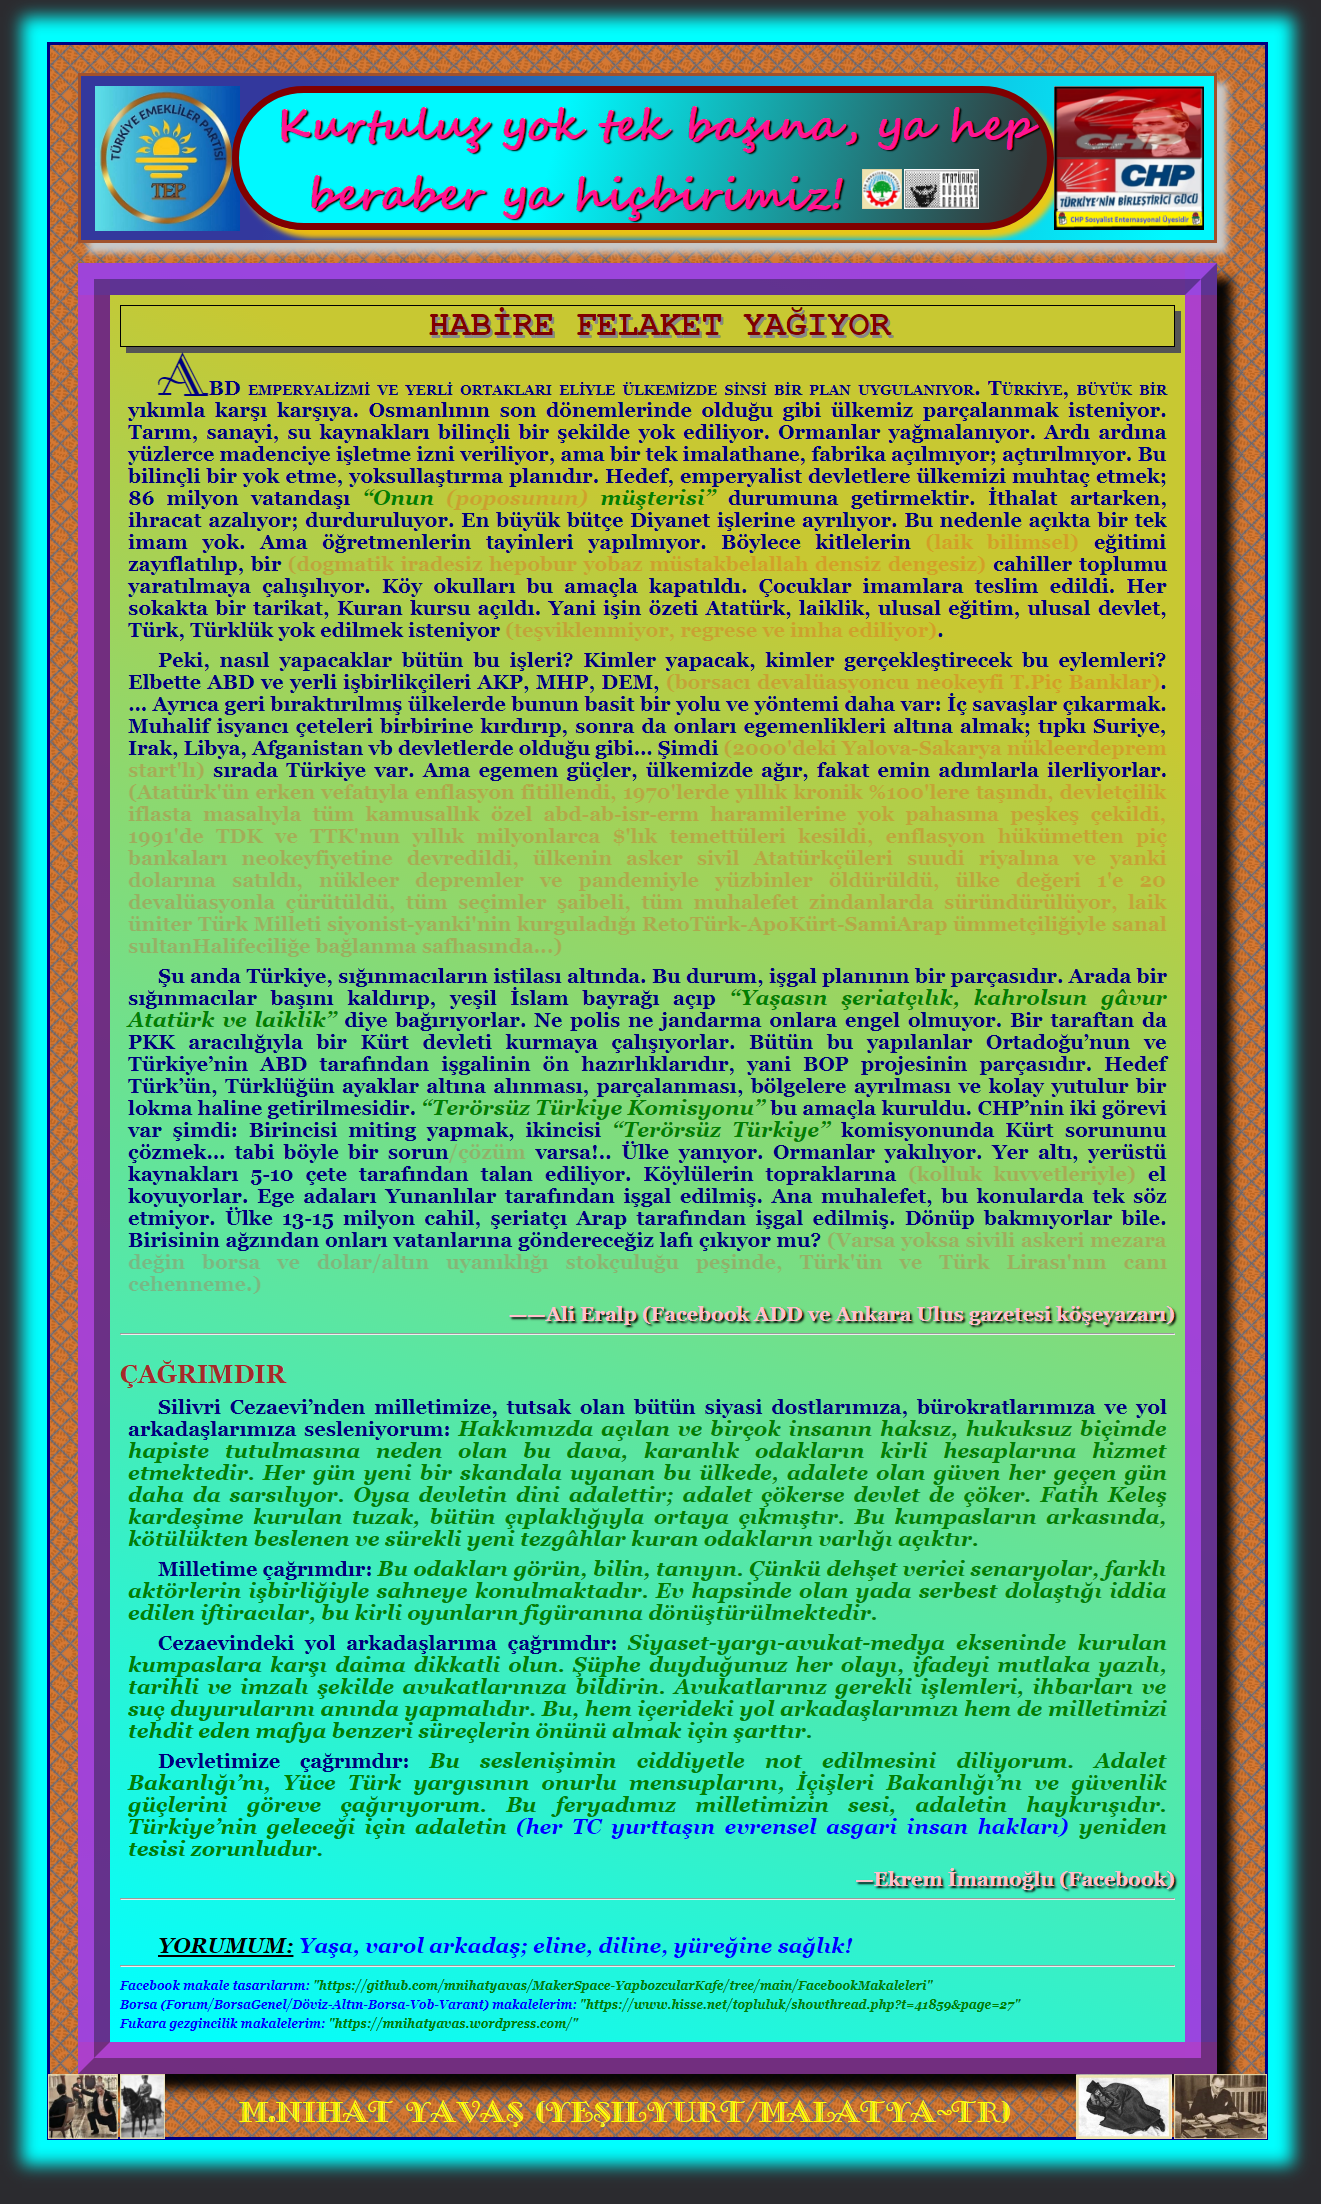 TÜRKİYE EMEKLİLER PARTİSİ
TEP
Kurtuluş yok tek başına, ya hep
beraber ya hiçbirimiz!
ATATÜRKÇÜ
DÜŞÜNCE
DERNEĞİ
CHP
CHP
TÜRKİYE'NİN BİRLEŞTİRİCİ GÜCÜ
CHP Sosyalist Enternasyonal Üyesidir
HABİRE FELAKET YAĞIYOR
ABD EMPERYALİZMİ VE YERLİ ORTAKLARI ELİYLE ÜLKEMİZDE SİNSİ BİR PLAN UYGULANIYOR. TÜRKİYE, BÜYÜK BİR
yıkımla karşı karşıya. Osmanlının son dönemlerinde olduğu gibi ülkemiz parçalanmak isteniyor.
Tarım, sanayi, su kaynakları bilinçli bir şekilde yok ediliyor. Ormanlar yağmalanıyor. Ardı ardına
yüzlerce madenciye işletme izni veriliyor, ama bir tek imalathane, fabrika açılmıyor; açtırılmıyor. Bu
bilinçli bir yok etme, yoksullaştırma planıdır. Hedef, emperyalist devletlere ülkemizi muhtaç etmek;
86 milyon vatandaşı “Onun (poposunun) müşterisi” durumuna getirmektir. İthalat artarken,
ihracat azalıyor; durduruluyor. En büyük bütçe Diyanet işlerine ayrılıyor. Bu nedenle açıkta bir tek
imam yok. Ama öğretmenlerin tayinleri yapılmıyor. Böylece kitlelerin (laik bilimsel) eğitimi
zayıflatılıp, bir (dogmatik iradesiz hepobur yobaz müstakbelallah densiz dengesiz) cahiller toplumu
yaratılmaya çalışılıyor. Köy okulları bu amaçla kapatıldı. Çocuklar imamlara teslim edildi. Her
sokakta bir tarikat, Kuran kursu açıldı. Yani işin özeti Atatürk, laiklik, ulusal eğitim, ulusal devlet,
Türk, Türklük yok edilmek isteniyor (teşviklenmiyor, regrese ve imha ediliyor).
Peki, nasıl yapacaklar bütün bu işleri? Kimler yapacak, kimler gerçekleştirecek bu eylemleri?
Elbette ABD ve yerli işbirlikçileri AKP, MHP, DEM, (borsacı devalüasyoncu neokeyfi T.Piç Banklar).
... Ayrıca geri bıraktırılmış ülkelerde bunun basit bir yolu ve yöntemi daha var: İç savaşlar çıkarmak.
Muhalif isyancı çeteleri birbirine kırdırıp, sonra da onları egemenlikleri altına almak; tıpkı Suriye,
Irak, Libya, Afganistan vb devletlerde olduğu gibi... Şimdi (2000'deki Yalova-Sakarya nükleerdeprem
start'lı) sırada Türkiye var. Ama egemen güçler, ülkemizde ağır, fakat emin adımlarla ilerliyorlar.
(Atatürk'ün erken vefatıyla enflasyon fitillendi, 1970'lerde yıllık kronik %100'lere taşındı, devletçilik
iflasta masalıyla tüm kamusallık özel abd-ab-isr-erm haramilerine yok pahasına peşkeş çekildi,
1991'de TDK ve TTK'nun yıllık milyonlarca $'lık temettüleri kesildi, enflasyon hükümetten piç
bankaları neokeyfiyetine devredildi, ülkenin asker sivil Atatürkçüleri suudi riyalına ve yanki
dolarına satıldı, nükleer depremler ve pandemiyle yüzbinler öldürüldü, ülke değeri 1'e 20
devalüasyonla çürütüldü, tüm seçimler şaibeli, tüm muhalefet zindanlarda süründürülüyor, laik
üniter Türk Milleti siyonist-yanki'nin kurguladığı RetoTürk-ApoKürt-SamiArap ümmetçiliğiyle sanal
sultanHalifeciliğe bağlanma safhasında...)
Şu anda Türkiye, sığınmacıların istilası altında. Bu durum, işgal planının bir parçasıdır. Arada bir
sığınmacılar başını kaldırıp, yeşil İslam bayrağı açıp “Yaşasın şeriatçılık, kahrolsun gâvur
Atatürk ve laiklik” diye bağırıyorlar. Ne polis ne jandarma onlara engel olmuyor. Bir taraftan da
PKK aracılığıyla bir Kürt devleti kurmaya çalışıyorlar. Bütün bu yapılanlar Ortadoğu’nun ve
Türkiye’nin ABD tarafından işgalinin ön hazırlıklarıdır, yani BOP projesinin parçasıdır. Hedef
Türk’ün, Türklüğün ayaklar altına alınması, parçalanması, bölgelere ayrılması ve kolay yutulur bir
lokma haline getirilmesidir. “Terörsüz Türkiye Komisyonu” bu amaçla kuruldu. CHP’nin iki görevi
var şimdi: Birincisi miting yapmak, ikincisi “Terörsüz Türkiye” komisyonunda Kürt sorununu
çözmek... tabi böyle bir sorun/çözüm varsa!.. Ülke yanıyor. Ormanlar yakılıyor. Yer altı, yerüstü
kaynakları 5-10 çete tarafından talan ediliyor. Köylülerin topraklarına (kolluk kuvvetleriyle) el
koyuyorlar. Ege adaları Yunanlılar tarafından işgal edilmiş. Ana muhalefet, bu konularda tek söz
etmiyor. Ülke 13-15 milyon cahil, şeriatçı Arap tarafından işgal edilmiş. Dönüp bakmıyorlar bile.
Birisinin ağzından onları vatanlarına göndereceğiz lafı çıkıyor mu? (Varsa yoksa sivili askeri mezara
değin borsa ve dolar/altın uyanıklığı stokçuluğu peşinde, Türk'ün ve Türk Lirası'nın canı
cehenneme.)
——Ali Eralp (Facebook ADD ve Ankara Ulus gazetesi köşeyazarı)
ÇAĞRIMDIR
Silivri Cezaevi’nden milletimize, tutsak olan bütün siyasi dostlarımıza, bürokratlarımıza ve yol
arkadaşlarımıza sesleniyorum: Hakkımızda açılan ve birçok insanın haksız, hukuksuz biçimde
hapiste tutulmasına neden olan bu dava, karanlık odakların kirli hesaplarına hizmet
etmektedir. Her gün yeni bir skandala uyanan bu ülkede, adalete olan güven her geçen gün
daha da sarsılıyor. Oysa devletin dini adalettir; adalet çökerse devlet de çöker. Fatih Keleş
kardeşime kurulan tuzak, bütün çıplaklığıyla ortaya çıkmıştır. Bu kumpasların arkasında,
kötülükten beslenen ve sürekli yeni tezgâhlar kuran odakların varlığı açıktır.
Milletime çağrımdır: Bu odakları görün, bilin, tanıyın. Çünkü dehşet verici senaryolar, farklı
aktörlerin işbirliğiyle sahneye konulmaktadır. Ev hapsinde olan yada serbest dolaştığı iddia
edilen iftiracılar, bu kirli oyunların figüranına dönüştürülmektedir.
Cezaevindeki yol arkadaşlarıma çağrımdır: Siyaset-yargı-avukat-medya ekseninde kurulan
kumpaslara karşı daima dikkatli olun. Şüphe duyduğunuz her olayı, ifadeyi mutlaka yazılı,
tarihli ve imzalı şekilde avukatlarınıza bildirin. Avukatlarınız gerekli işlemleri, ihbarları ve
suç duyurularını anında yapmalıdır. Bu, hem içerideki yol arkadaşlarımızı hem de milletimizi
tehdit eden mafya benzeri süreçlerin önünü almak için şarttır.
Devletimize çağrımdır: Bu seslenişimin ciddiyetle not edilmesini diliyorum. Adalet
Bakanlığı’nı, Yüce Türk yargısının onurlu mensuplarını, İçişleri Bakanlığı’nı ve güvenlik
güçlerini göreve çağırıyorum. Bu feryadımız milletimizin sesi, adaletin haykırışıdır.
Türkiye’nin geleceği için adaletin (her TC yurttaşın evrensel asgari insan hakları) yeniden
tesisi zorunludur.
—Ekrem İmamoğlu (Facebook)
YORUMUM: Yaşa, varol arkadaş; eline, diline, yüreğine sağlık!
Facebook makale tasarılarım: "https://github.com/mnihatyavas/MakerSpace-YapbozcularKafe/tree/main/FacebookMakaleleri"
Borsa (Forum/BorsaGenel/Döviz-Altın-Borsa-Vob-Varant) makalelerim: "https://www.hisse.net/topluluk/showthread.php?t=41859&page=27"
Fukara gezgincilik makalelerim: "https://mnihatyavas.wordpress.com/"
M.NIHAT YAVAŞ (YEŞILYURT/MALATYA~TR)